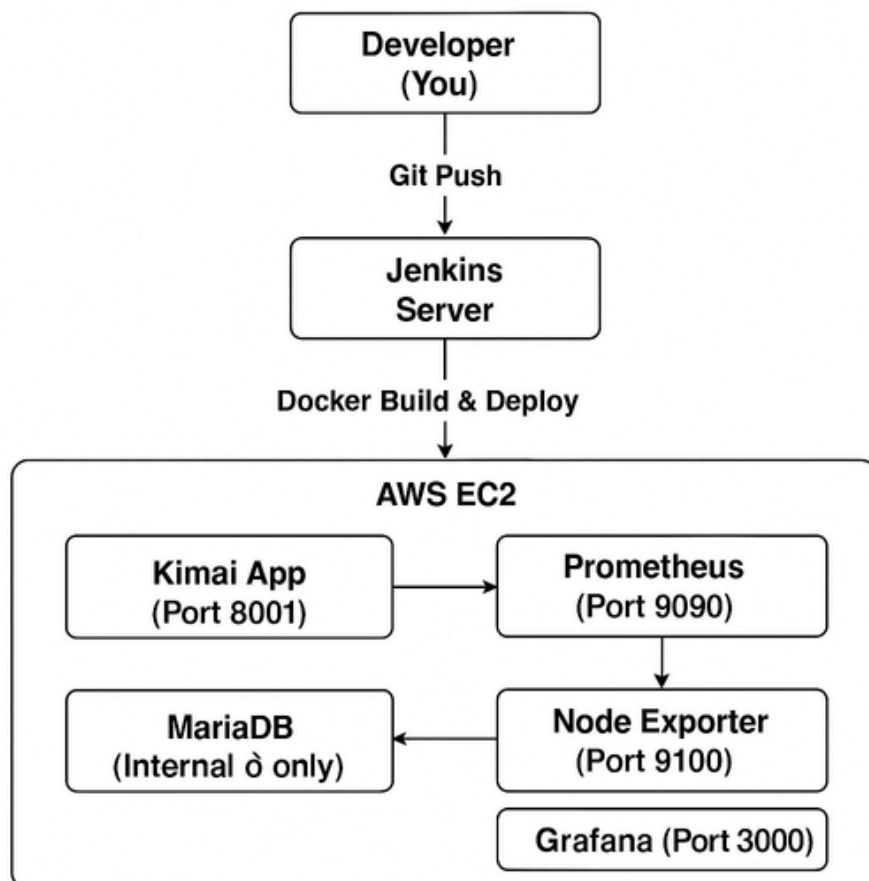 Developer
(You)
Git Push
Jenkins
Server
Docker Build & Deploy
AWS EC2
Kimai App
(Port 8001)
Prometheus
(Port 9090)
MariaDB
(Internal ò only)
Node Exporter
(Port 9100)
Grafana (Port 3000)